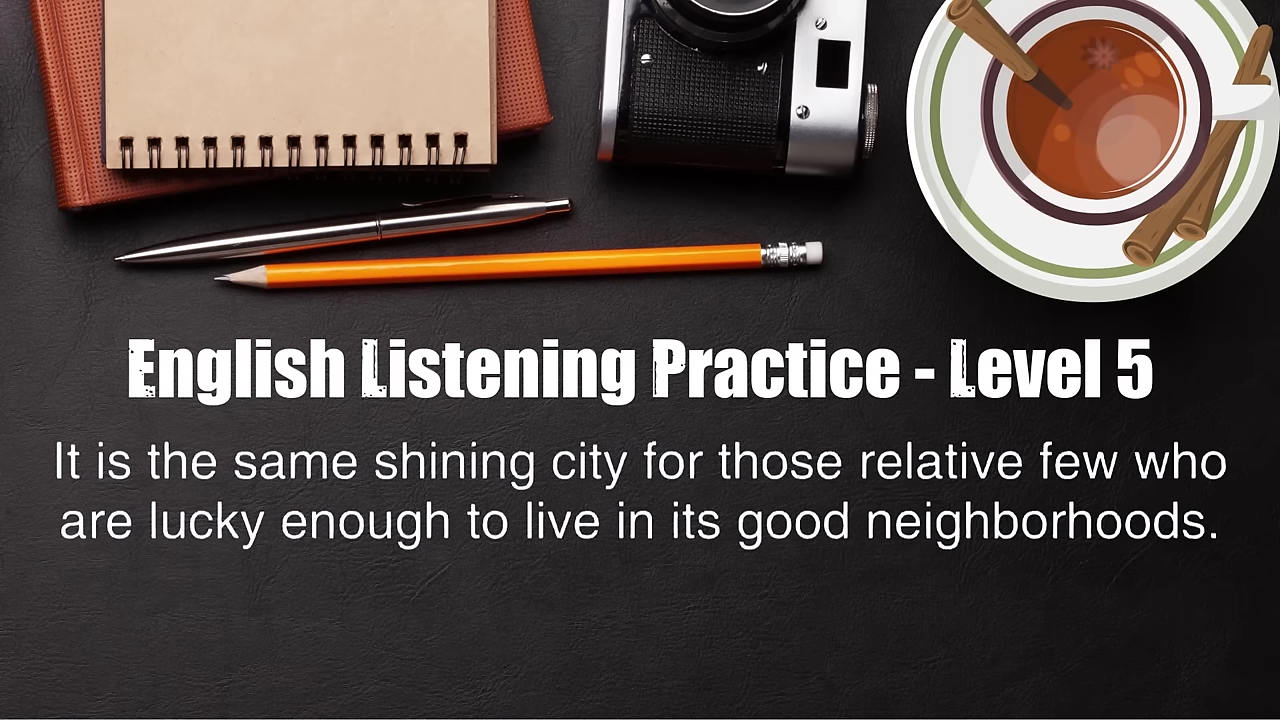 English Listening Practice - Level 5
It is the same shining city for those relative few who
are lucky enough to live in its good neighborhoods.